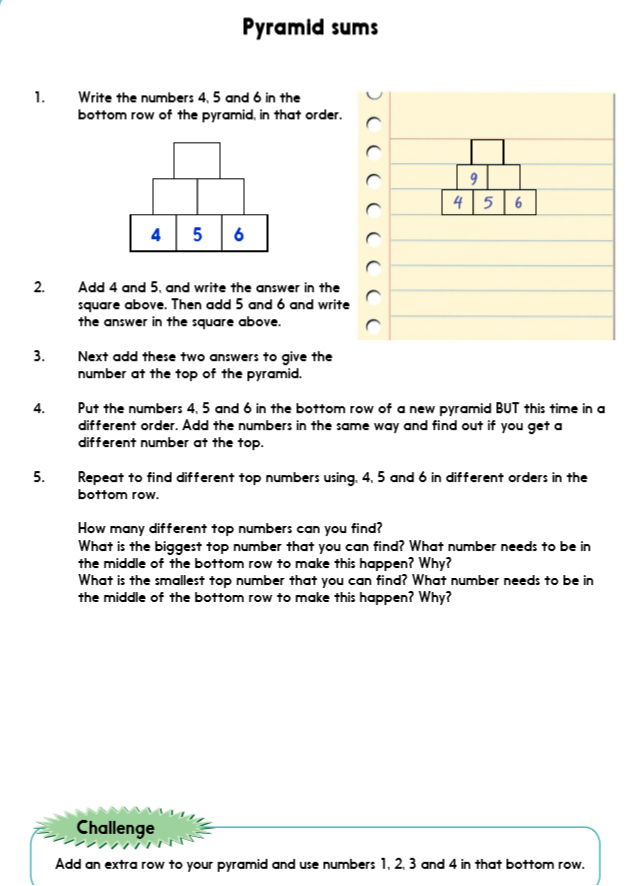 Pyramid sums
1. Write the numbers 4, 5 and 6 in the
bottom row of the pyramid, in that order.
4 5 6
9
4 5 6
2. Add 4 and 5, and write the answer in the
square above. Then add 5 and 6 and write
the answer in the square above.
3. Next add these two answers to give the
number at the top of the pyramid.
4. Put the numbers 4, 5 and 6 in the bottom row of a new pyramid BUT this time in a
different order. Add the numbers in the same way and find out if you get a
different number at the top.
5. Repeat to find different top numbers using, 4, 5 and 6 in different orders in the
bottom row.
How many different top numbers can you find?
What is the biggest top number that you can find? What number needs to be in
the middle of the bottom row to make this happen? Why?
What is the smallest top number that you can find? What number needs to be in
the middle of the bottom row to make this happen? Why?
Challenge
Add an extra row to your pyramid and use numbers 1, 2, 3 and 4 in that bottom row.